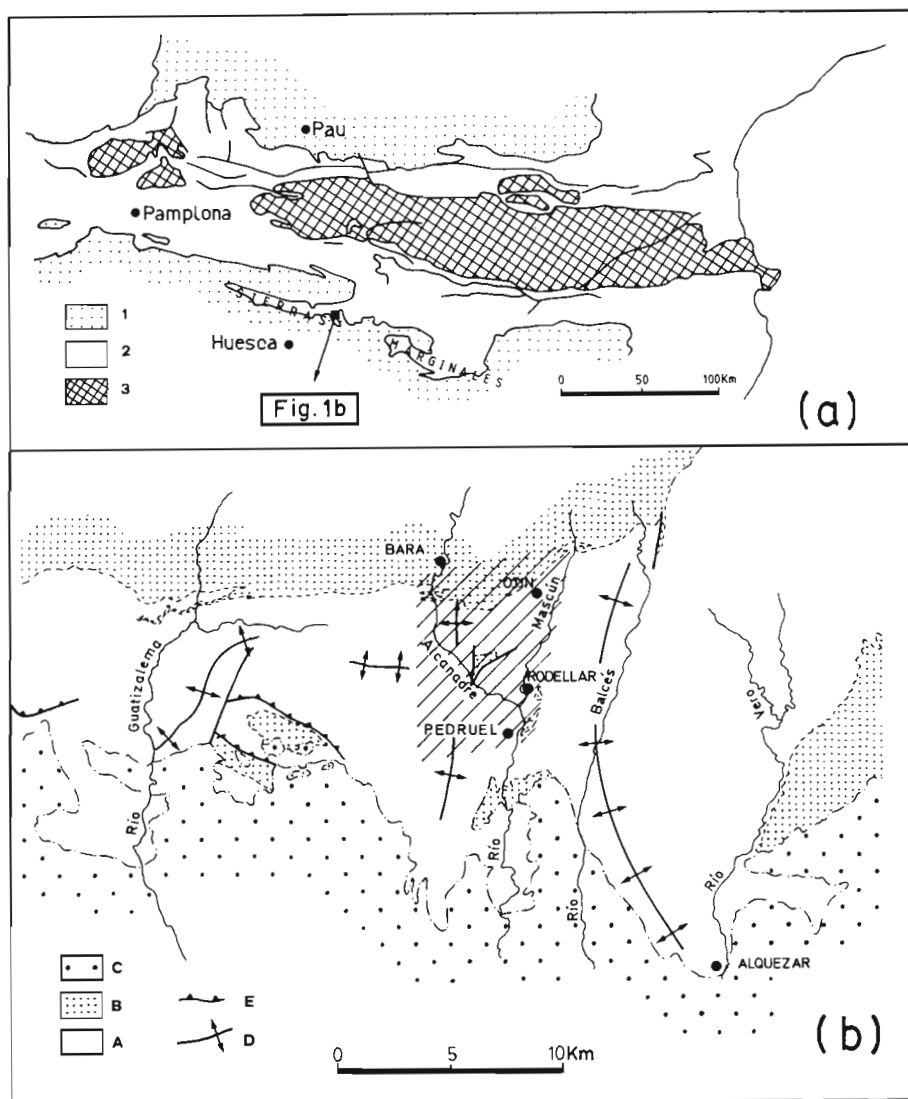 Pau
Pamplona
SIERRAS
MARGINALES
Huesca
1
2
3
Fig. 1b
0 50 100Km
(a)
BARA
OTIN
Mascún
Guatizalema
Alcanadre
RODELLAR
Balcés
Vero
PEDRUEL
Río
Río
Río
Río
ALQUEZAR
C
B
A
E
D
0 5 10Km
(b)